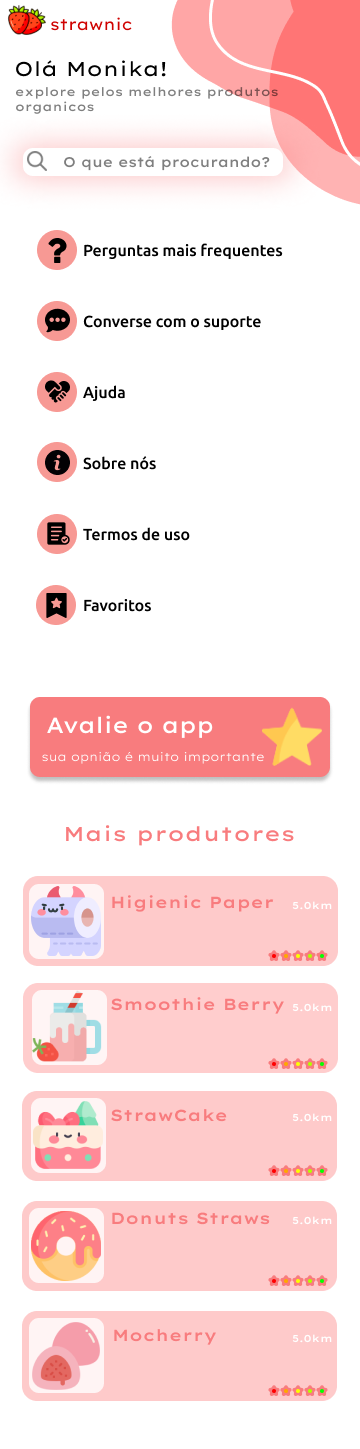 strawnic
Olá Monika!
explore pelos melhores produtos
organicos
O que está procurando?
Perguntas mais frequentes
Converse com o suporte
Ajuda
Sobre nós
Termos de uso
Favoritos
Avalie o app
sua opnião é muito importante
Mais produtores
Higienic Paper 5.0km
Smoothie Berry 5.0km
StrawCake 5.0km
Donuts Straws 5.0km
Mocherry 5.0km